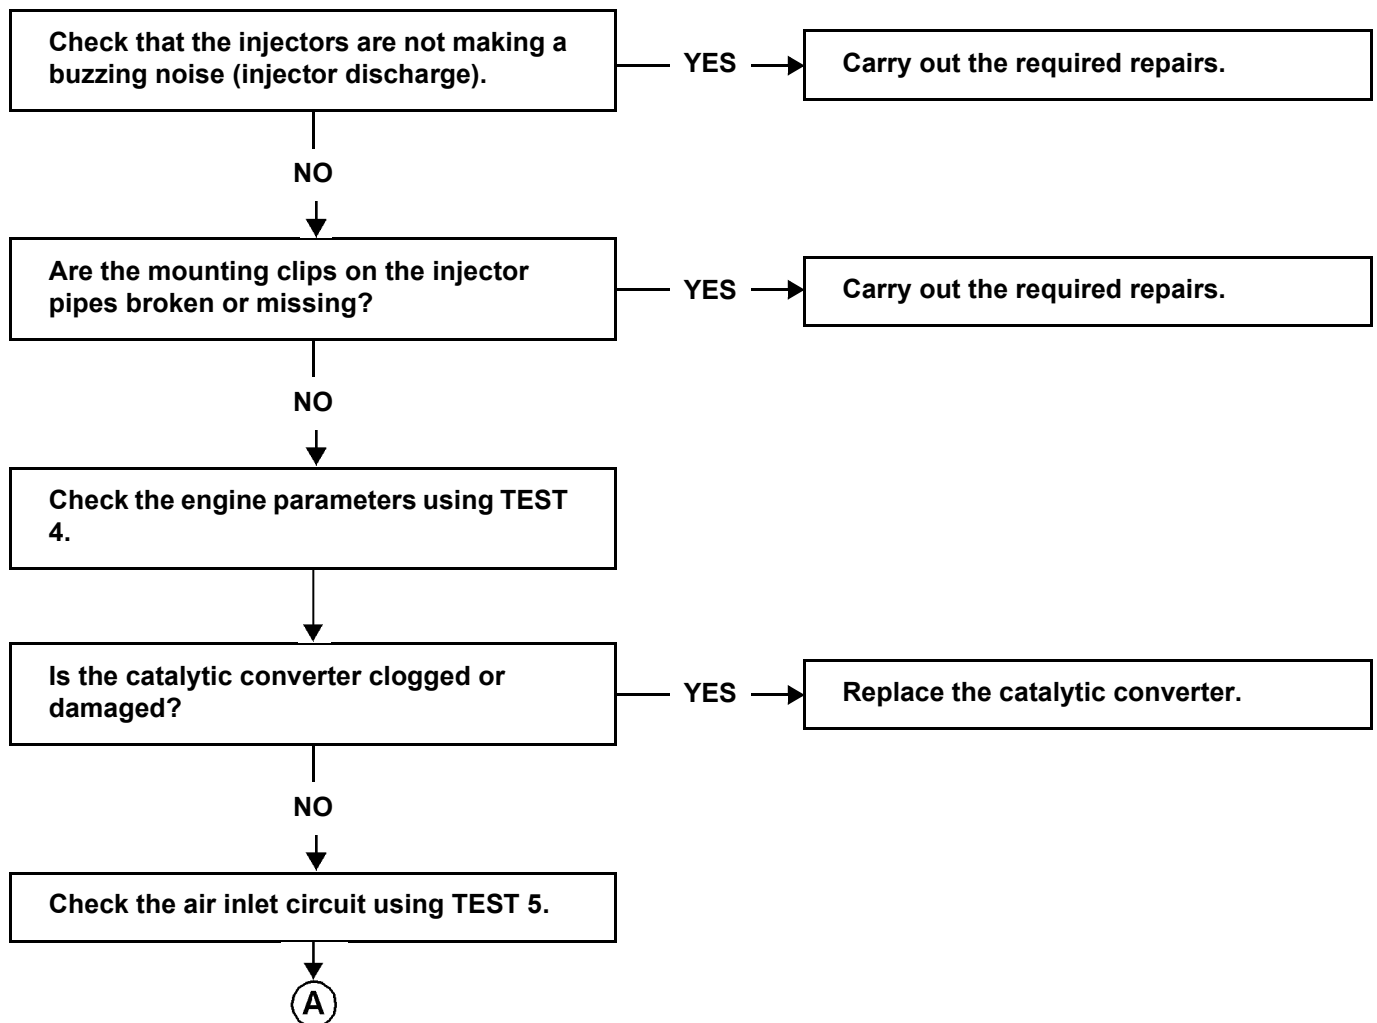 Check that the injectors are not making a
buzzing noise (injector discharge).
YES
Carry out the required repairs.
NO
Are the mounting clips on the injector
pipes broken or missing?
YES
Carry out the required repairs.
NO
Check the engine parameters using TEST
4.
Is the catalytic converter clogged or
damaged?
YES
Replace the catalytic converter.
NO
Check the air inlet circuit using TEST 5.
A